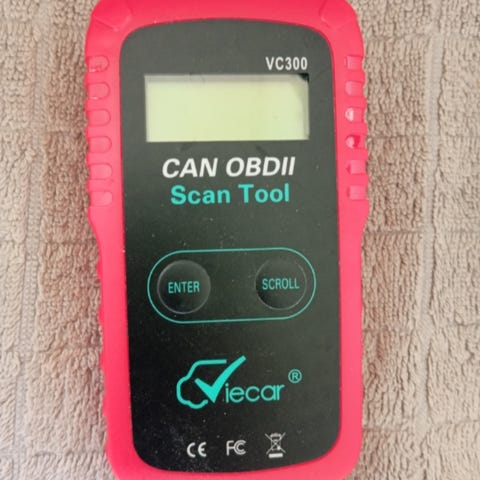 VC300
CAN OBDII
Scan Tool
ENTER
SCROLL
Viecar®
CE FC